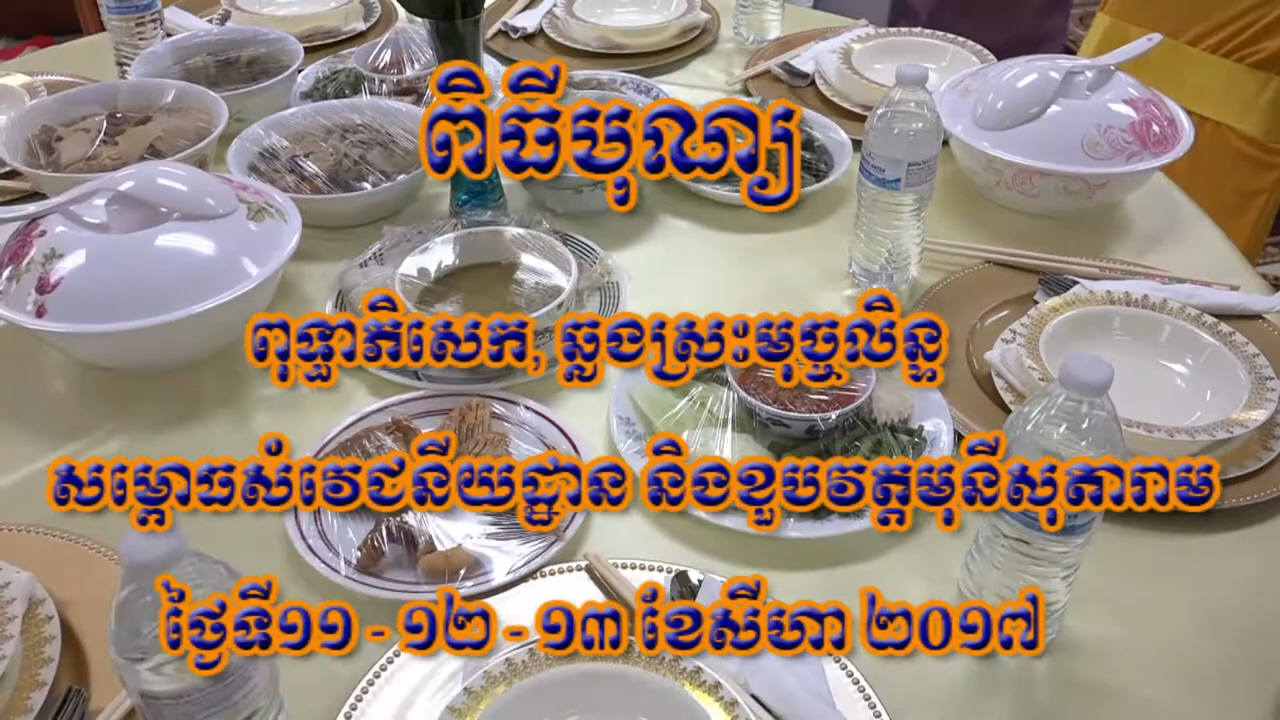 ពិធីបុណ្យ
ពុទ្ធាភិសេក, ឆ្លងស្រះមុច្ចលិន្ទ
សម្ពោធសំវេជនីយដ្ឋាន និងខួបវត្តមុនីសុតារាម
ថ្ងៃទី១១ - ១២ - ១៣ ខែសីហា ២០១៧